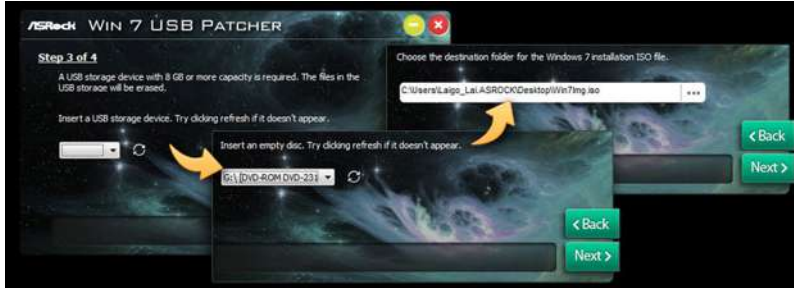 ASRock WIN 7 USB PATCHER
Step 3 of 4
A USB storage device with 8 GB or more capacity is required. The files in the
USB storage will be erased.
Insert a USB storage device. Try clicking refresh if it doesn't appear.
Insert an empty disc. Try clicking refresh if it doesn't appear.
G:\ [DVD-ROM DVD-231
< Back
Next >
Choose the destination folder for the Windows 7 installation ISO file.
C:\Users\Laigo_Lai.ASROCK\Desktop\Win7Img.iso
...
< Back
Next >